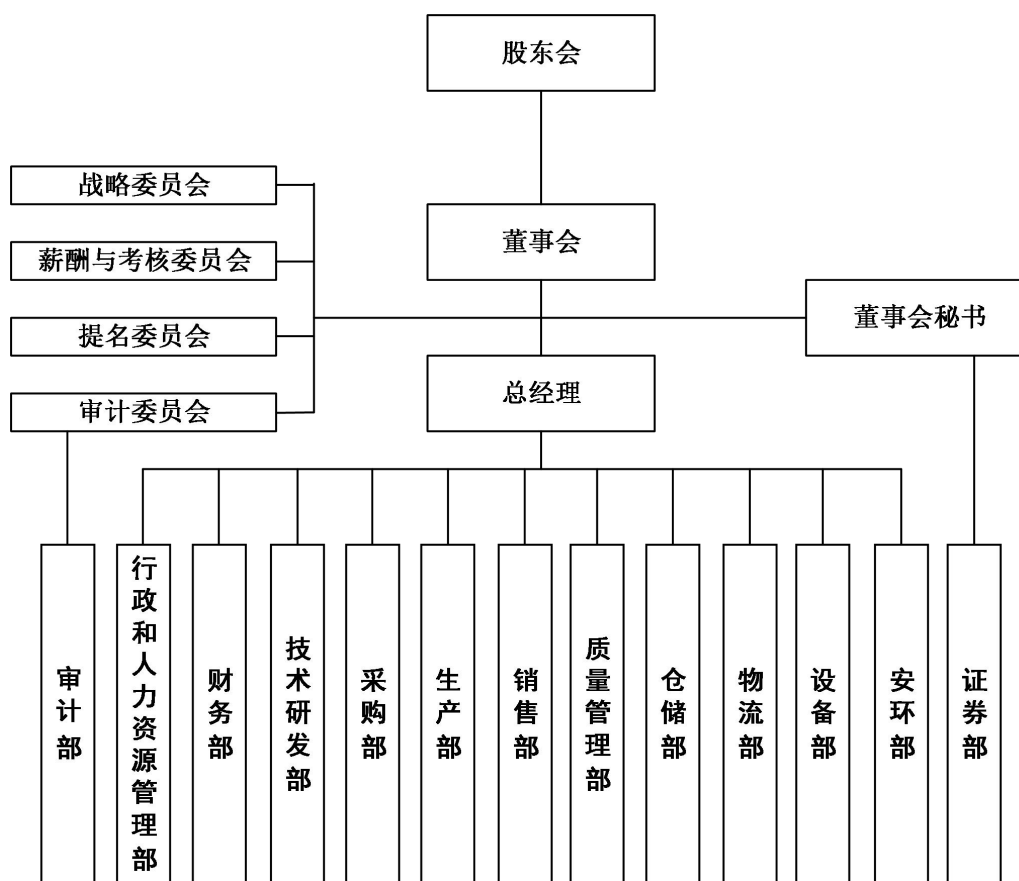 股东会
战略委员会
董事会
薪酬与考核委员会
董事会秘书
提名委员会
总经理
审计委员会
审计部
行政和人力资源管理部
财务部
技术研发部
采购部
生产部
销售部
质量管理部
仓储部
物流部
设备部
安环部
证券部